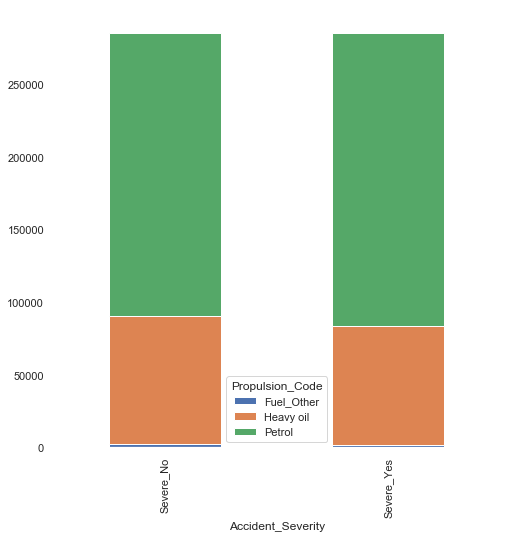 250000
200000
150000
100000
50000
0
Propulsion_Code
Fuel_Other
Heavy oil
Petrol
Severe_No
Severe_Yes
Accident_Severity